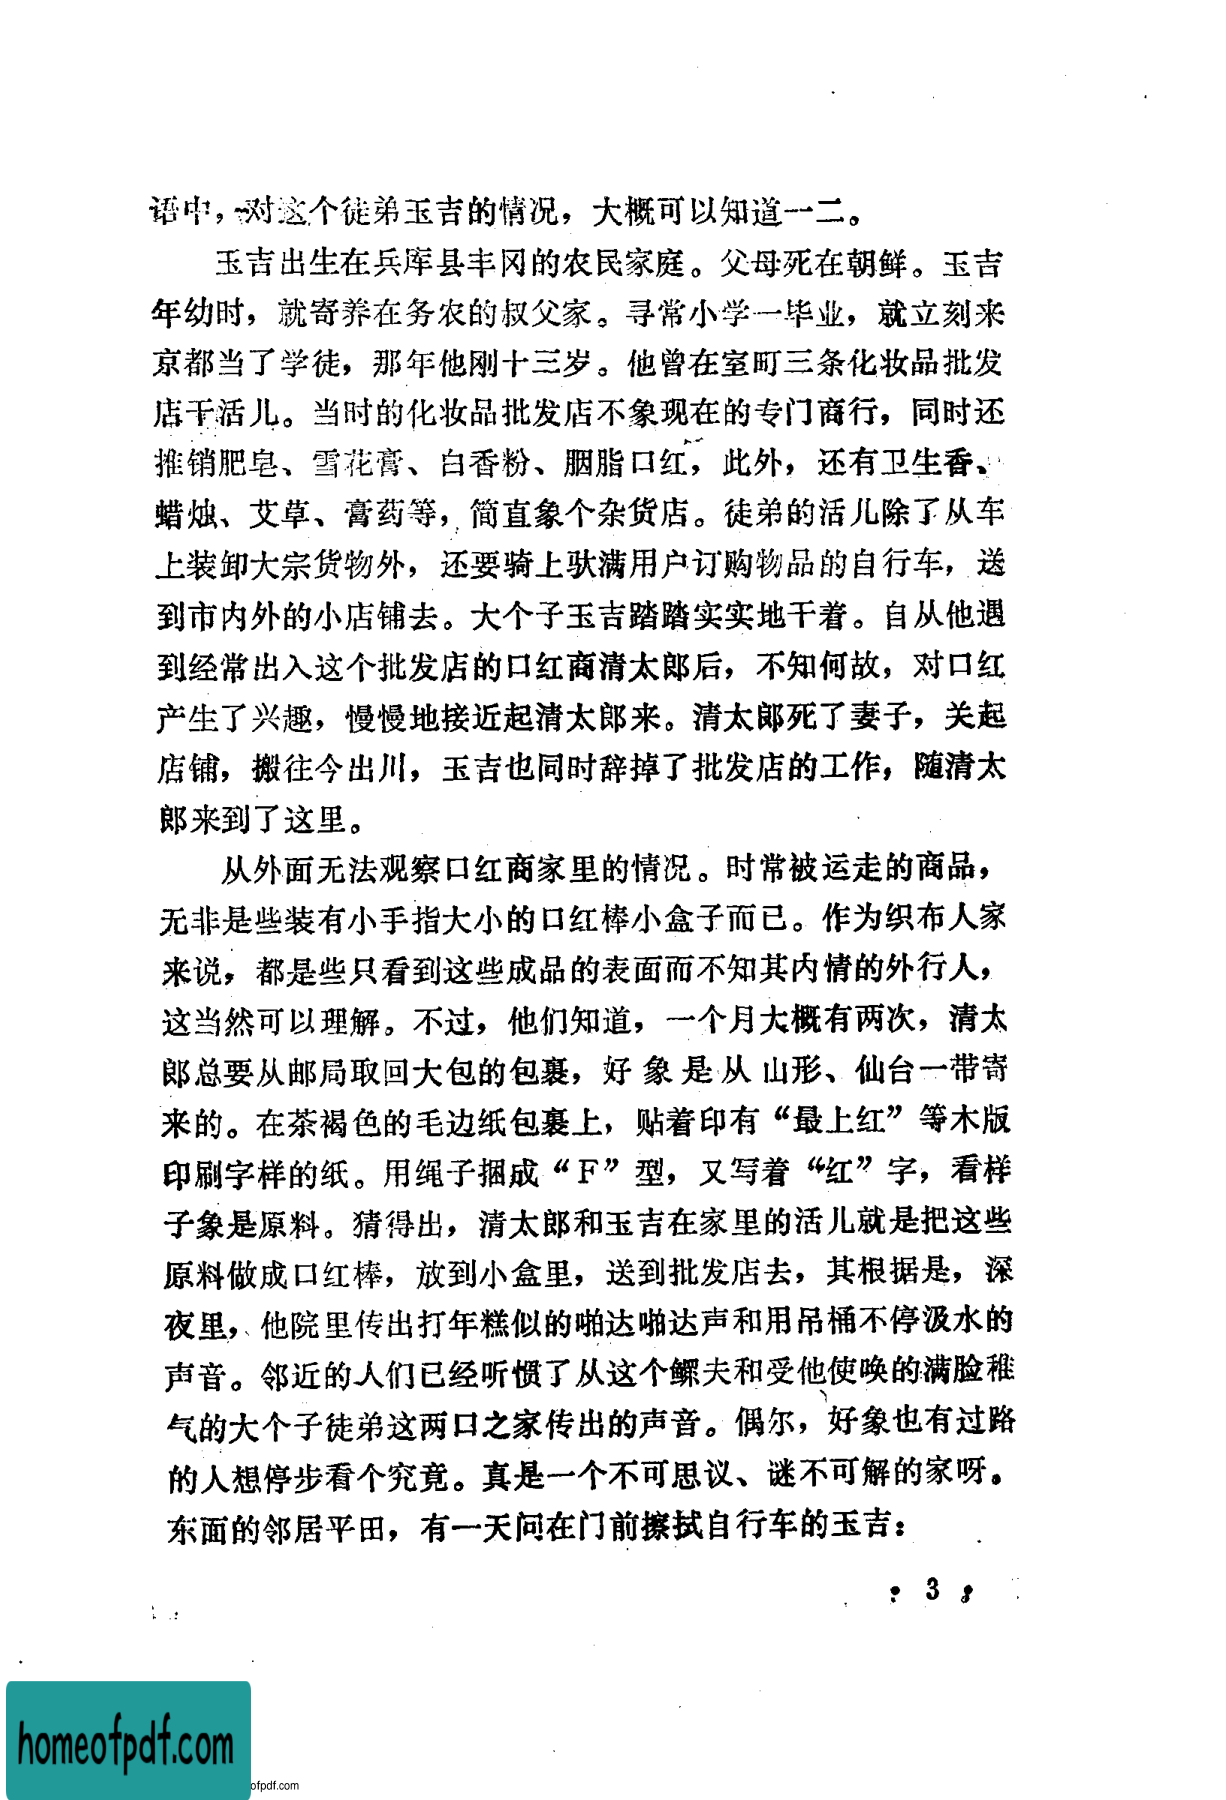 语中，对这个徒弟玉吉的情况，大概可以知道一二。
玉吉出生在兵库县丰冈的农民家庭。父母死在朝鲜。玉吉
年幼时，就寄养在务农的叔父家。寻常小学一毕业，就立刻来
京都当了学徒，那年他刚十三岁。他曾在室町三条化妆品批发
店干活儿。当时的化妆品批发店不象现在的专门商行，同时还
推销肥皂、雪花膏、白香粉、胭脂口红，此外，还有卫生香、
蜡烛、艾草、膏药等，简直象个杂货店。徒弟的活儿除了从车
上装卸大宗货物外，还要骑上驮满用户订购物品的自行车，送
到市内外的小店铺去。大个子玉吉踏踏实实地干着。自从他遇
到经常出入这个批发店的口红商清太郎后，不知何故，对口红
产生了兴趣，慢慢地接近起清太郎来。清太郎死了妻子，关起
店铺，搬往今出川，玉吉也同时辞掉了批发店的工作，随清太
郎来到了这里。
从外面无法观察口红商家里的情况。时常被运走的商品，
无非是些装有小手指大小的口红棒小盒子而已。作为织布人家
来说，都是些只看到这些成品的表面而不知其内情的外行人，
这当然可以理解。不过，他们知道，一个月大概有两次，清太
郎总要从邮局取回大包的包裹，好象是从山形、仙台一带寄
来的。在茶褐色的毛边纸包裹上，贴着印有“最上红”等木版
印刷字样的纸。用绳子捆成“F”型，又写着“红”字，看样
子象是原料。猜得出，清太郎和玉吉在家里的活儿就是把这些
原料做成口红棒，放到小盒里，送到批发店去，其根据是，深
夜里，他院里传出打年糕似的啪达啪达声和用吊桶不停汲水的
声音。邻近的人们已经听惯了从这个鳏夫和受他使唤的满脸稚
气的大个子徒弟这两口之家传出的声音。偶尔，好象也有过路
的人想停步看个究竟。真是一个不可思议、谜不可解的家呀。
东面的邻居平田，有一天问在门前擦拭自行车的玉吉：
3
homeofpdf.com
ofpdf.com